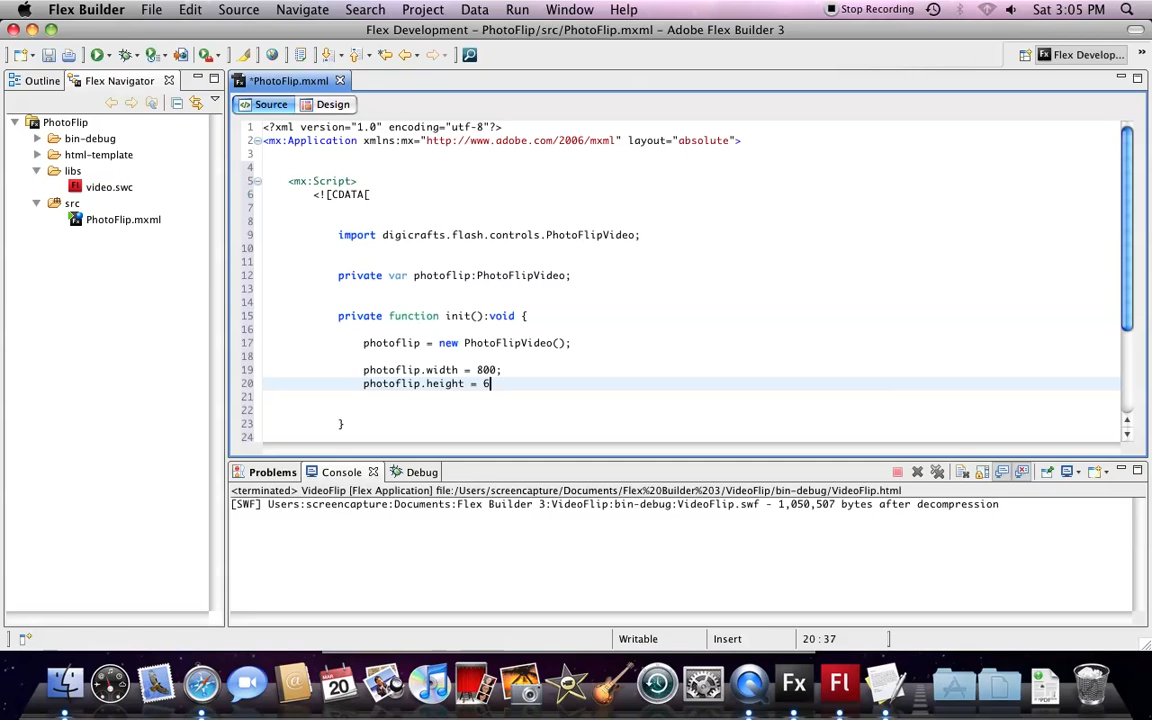 Flex Builder File Edit Source Navigate Search Project Data Run Window Help Stop Recording Sat 3:05 PM
Flex Development - PhotoFlip/src/PhotoFlip.mxml - Adobe Flex Builder 3
Flex Develop...
Outline Flex Navigator
*PhotoFlip.mxml
Source Design
PhotoFlip
bin-debug
html-template
libs
video.swc
src
PhotoFlip.mxml
1 <?xml version="1.0" encoding="utf-8"?>
2 <mx:Application xmlns:mx="http://www.adobe.com/2006/mxml" layout="absolute">
3
4
5 <mx:Script>
6 <![CDATA[
7
8
9 import digicrafts.flash.controls.PhotoFlipVideo;
10
11
12 private var photoflip:PhotoFlipVideo;
13
14
15 private function init():void {
16
17 photoflip = new PhotoFlipVideo();
18
19 photoflip.width = 800;
20 photoflip.height = 6
21
22
23 }
24
Problems Console Debug
<terminated> VideoFlip [Flex Application] file:/Users/screencapture/Documents/Flex%20Builder%203/VideoFlip/bin-debug/VideoFlip.html
[SWF] Users:screencapture:Documents:Flex Builder 3:VideoFlip:bin-debug:VideoFlip.swf - 1,050,507 bytes after decompression
Writable Insert 20 : 37
MAR 20 Fx Fl